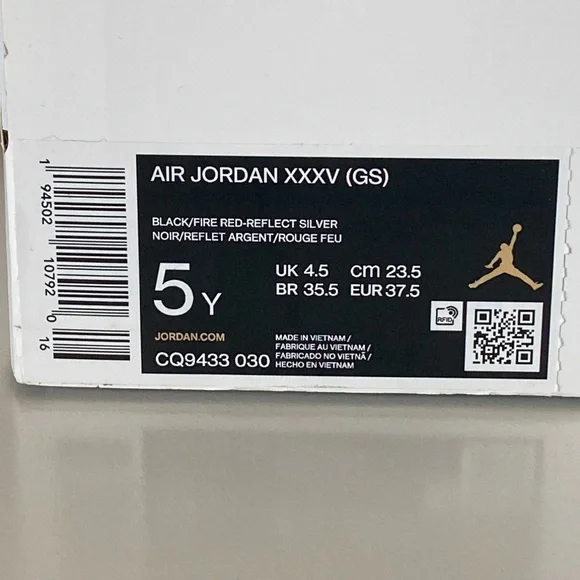 1
94502
10792
0
16
AIR JORDAN XXXV (GS)
BLACK/FIRE RED-REFLECT SILVER
NOIR/REFLET ARGENT/ROUGE FEU
5 Y
UK 4.5 cm 23.5
BR 35.5 EUR 37.5
RFID
JORDAN.COM
CQ9433 030
MADE IN VIETNAM/
FABRIQUE AU VIETNAM/
FABRICADO NO VIETNÃ/
HECHO EN VIETNAM